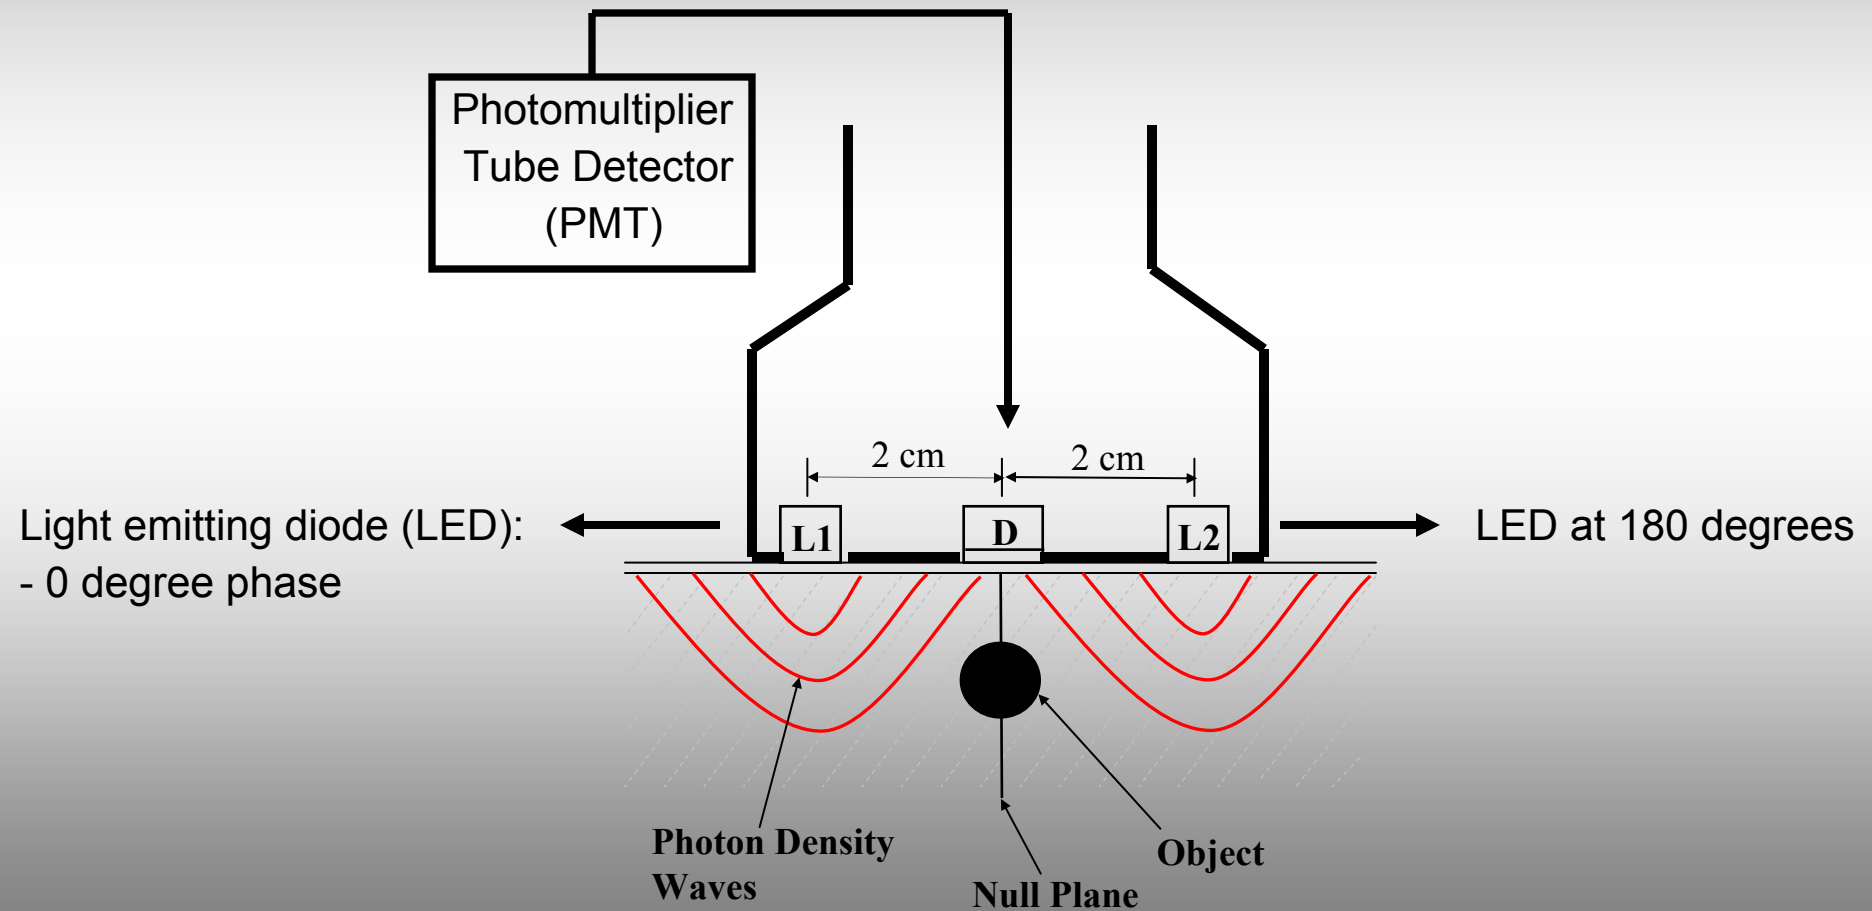 Photomultiplier
Tube Detector
(PMT)
2 cm
2 cm
Light emitting diode (LED):
- 0 degree phase
L1
D
L2
LED at 180 degrees
Photon Density
Waves
Null Plane
Object